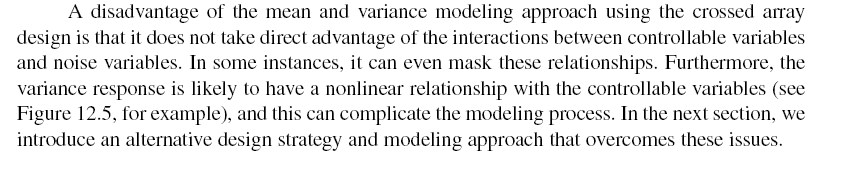 A disadvantage of the mean and variance modeling approach using the crossed array
design is that it does not take direct advantage of the interactions between controllable variables
and noise variables. In some instances, it can even mask these relationships. Furthermore, the
variance response is likely to have a nonlinear relationship with the controllable variables (see
Figure 12.5, for example), and this can complicate the modeling process. In the next section, we
introduce an alternative design strategy and modeling approach that overcomes these issues.